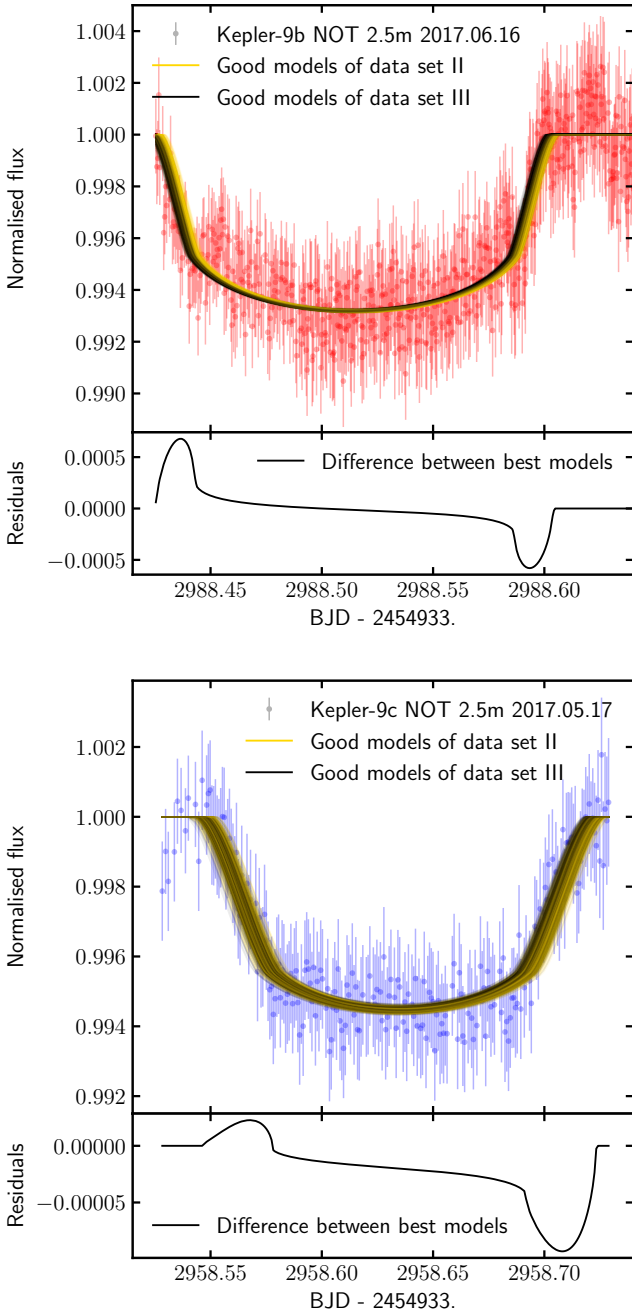 Kepler-9b NOT 2.5m 2017.06.16
Good models of data set II
Good models of data set III
Normalised flux
1.004
1.002
1.000
0.998
0.996
0.994
0.992
0.990
Difference between best models
Residuals
0.0005
0.0000
−0.0005
2988.45 2988.50 2988.55 2988.60
BJD - 2454933.
Kepler-9c NOT 2.5m 2017.05.17
Good models of data set II
Good models of data set III
Normalised flux
1.002
1.000
0.998
0.996
0.994
0.992
Residuals
0.00000
−0.00005
Difference between best models
2958.55 2958.60 2958.65 2958.70
BJD - 2454933.